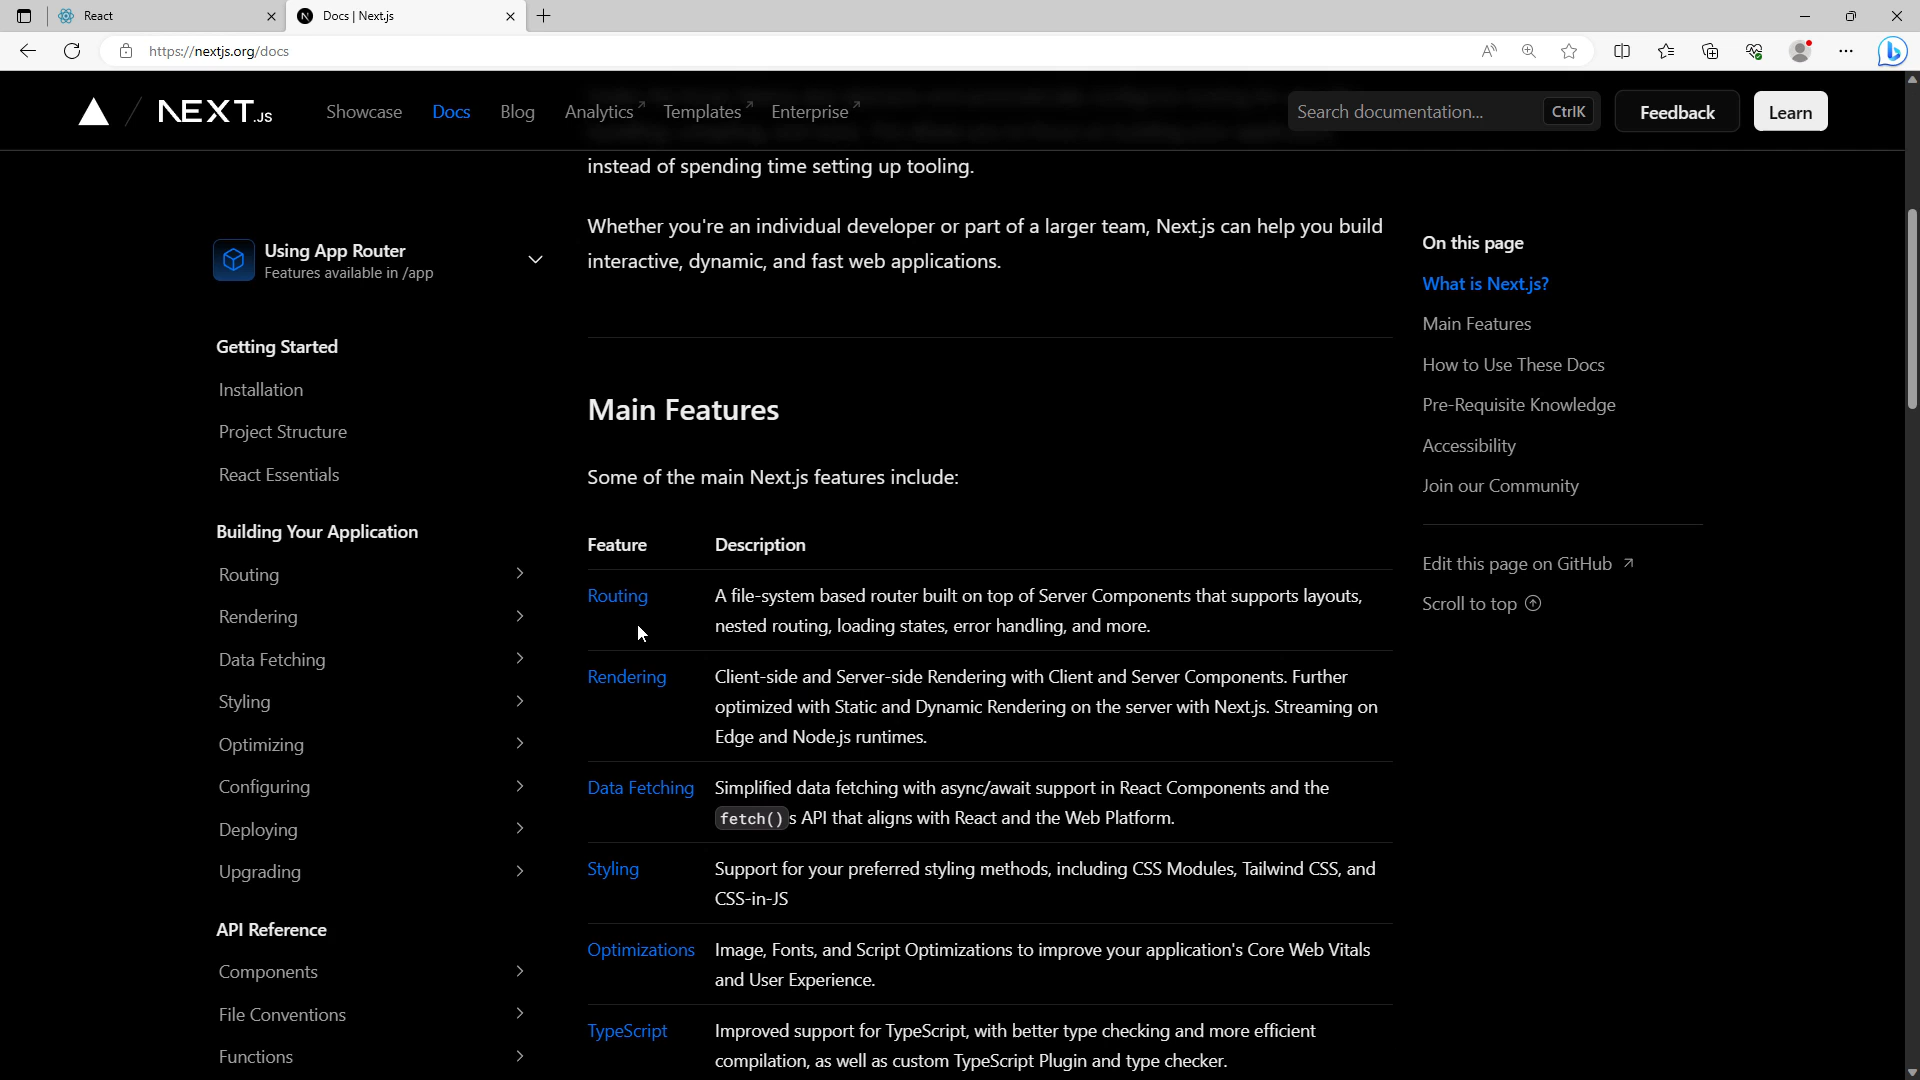 React
Docs | Next.js
https://nextjs.org/docs
NEXT.JS
Showcase
Docs
Blog
Analytics
Templates
Enterprise
Search documentation...
CtrlK
Feedback
Learn
Using App Router
Features available in /app
Getting Started
Installation
Project Structure
React Essentials
Building Your Application
Routing
Rendering
Data Fetching
Styling
Optimizing
Configuring
Deploying
Upgrading
API Reference
Components
File Conventions
Functions
instead of spending time setting up tooling.
Whether you're an individual developer or part of a larger team, Next.js can help you build
interactive, dynamic, and fast web applications.
Main Features
Some of the main Next.js features include:
Feature Description
Routing A file-system based router built on top of Server Components that supports layouts,
nested routing, loading states, error handling, and more.
Rendering Client-side and Server-side Rendering with Client and Server Components. Further
optimized with Static and Dynamic Rendering on the server with Next.js. Streaming on
Edge and Node.js runtimes.
Data Fetching Simplified data fetching with async/await support in React Components and the
fetch()s API that aligns with React and the Web Platform.
Styling Support for your preferred styling methods, including CSS Modules, Tailwind CSS, and
CSS-in-JS
Optimizations Image, Fonts, and Script Optimizations to improve your application's Core Web Vitals
and User Experience.
TypeScript Improved support for TypeScript, with better type checking and more efficient
compilation, as well as custom TypeScript Plugin and type checker.
On this page
What is Next.js?
Main Features
How to Use These Docs
Pre-Requisite Knowledge
Accessibility
Join our Community
Edit this page on GitHub
Scroll to top